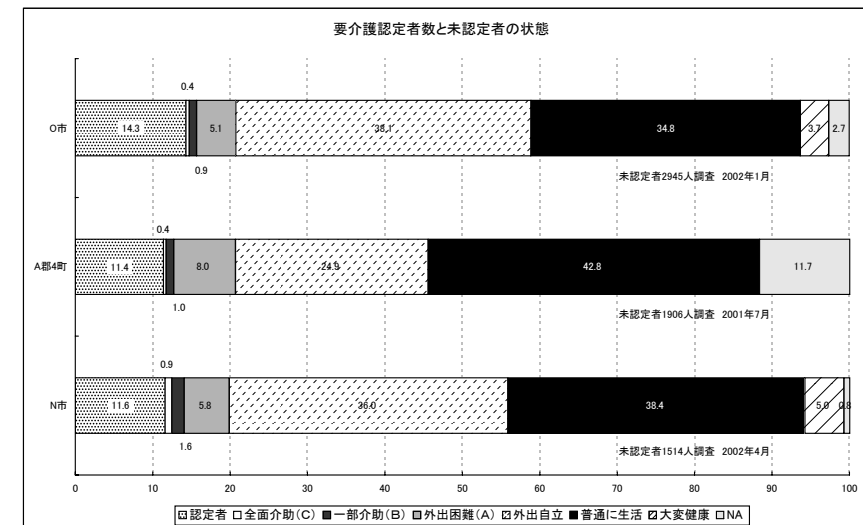 要介護認定者数と未認定者の状態
0.4
O市
14.3
5.1
38.1
34.8
3.7
2.7
0.9
未認定者2945人調査 2002年1月
0.4
A郡4町
11.4
8.0
24.9
42.8
11.7
1.0
未認定者1906人調査 2001年7月
0.9
N市
11.6
5.8
36.0
38.4
5.0
0.8
1.6
未認定者1514人調査 2002年4月
0 10 20 30 40 50 60 70 80 90 100
認定者 全面介助(C) 一部介助(B) 外出困難(A) 外出自立 普通に生活 大変健康 NA